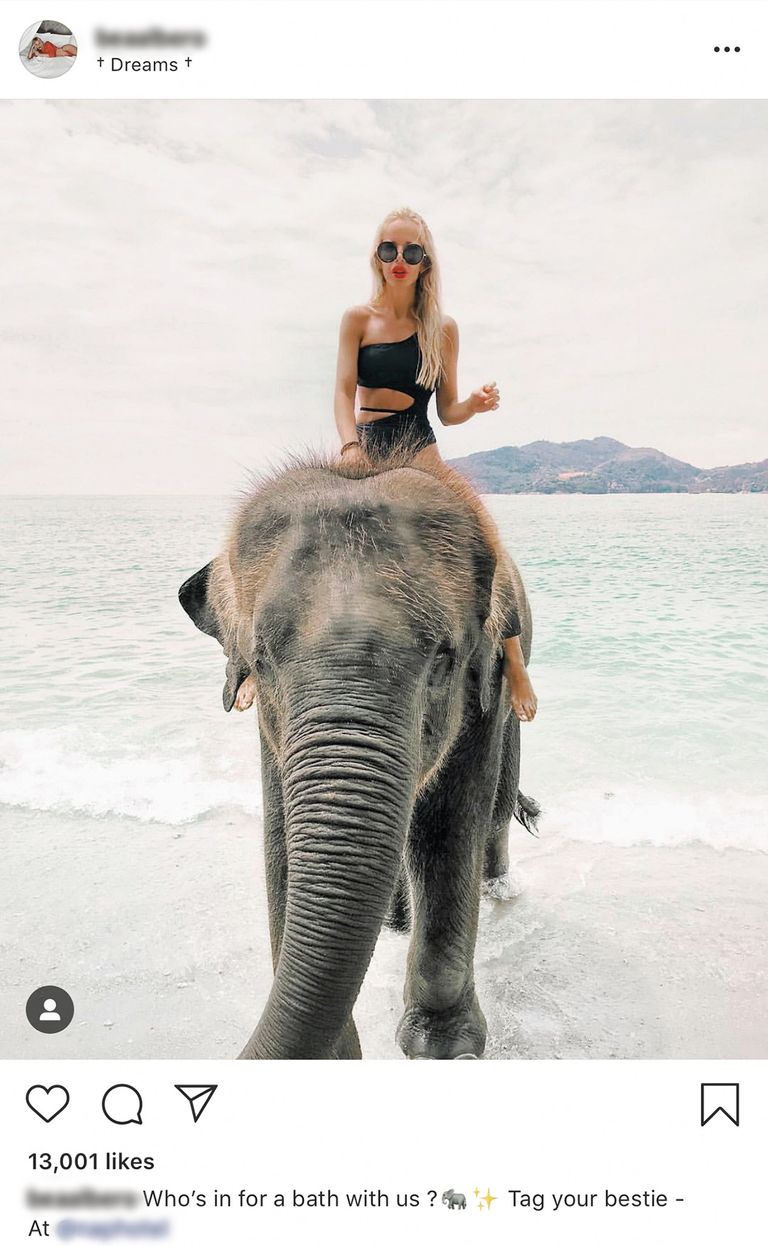 † Dreams †
13,001 likes
Who’s in for a bath with us ?🐘✨ Tag your bestie -
At